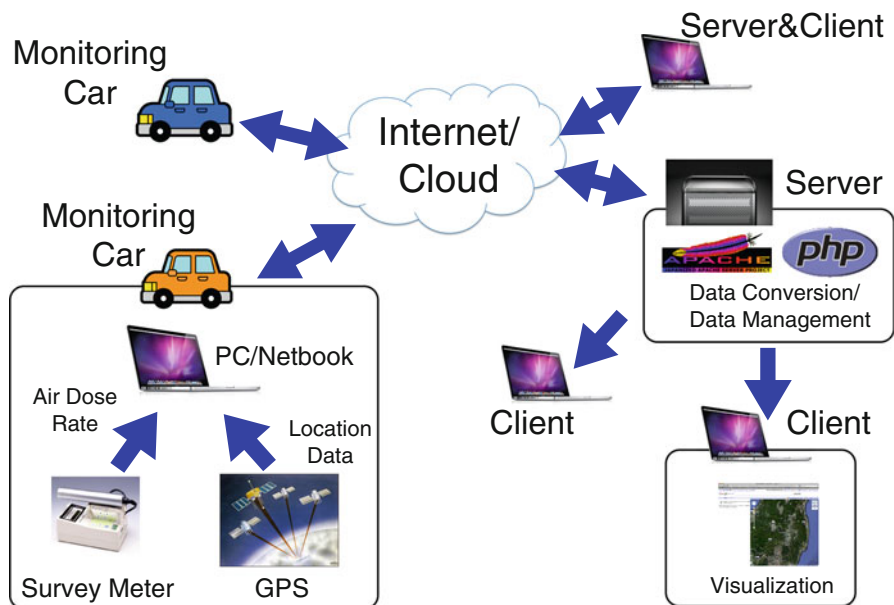 Monitoring
Car
Internet/
Cloud
Server&Client
Server
APACHE
php
Data Conversion/
Data Management
Monitoring
Car
PC/Netbook
Air Dose
Rate
Location
Data
Survey Meter
GPS
Client
Client
Visualization